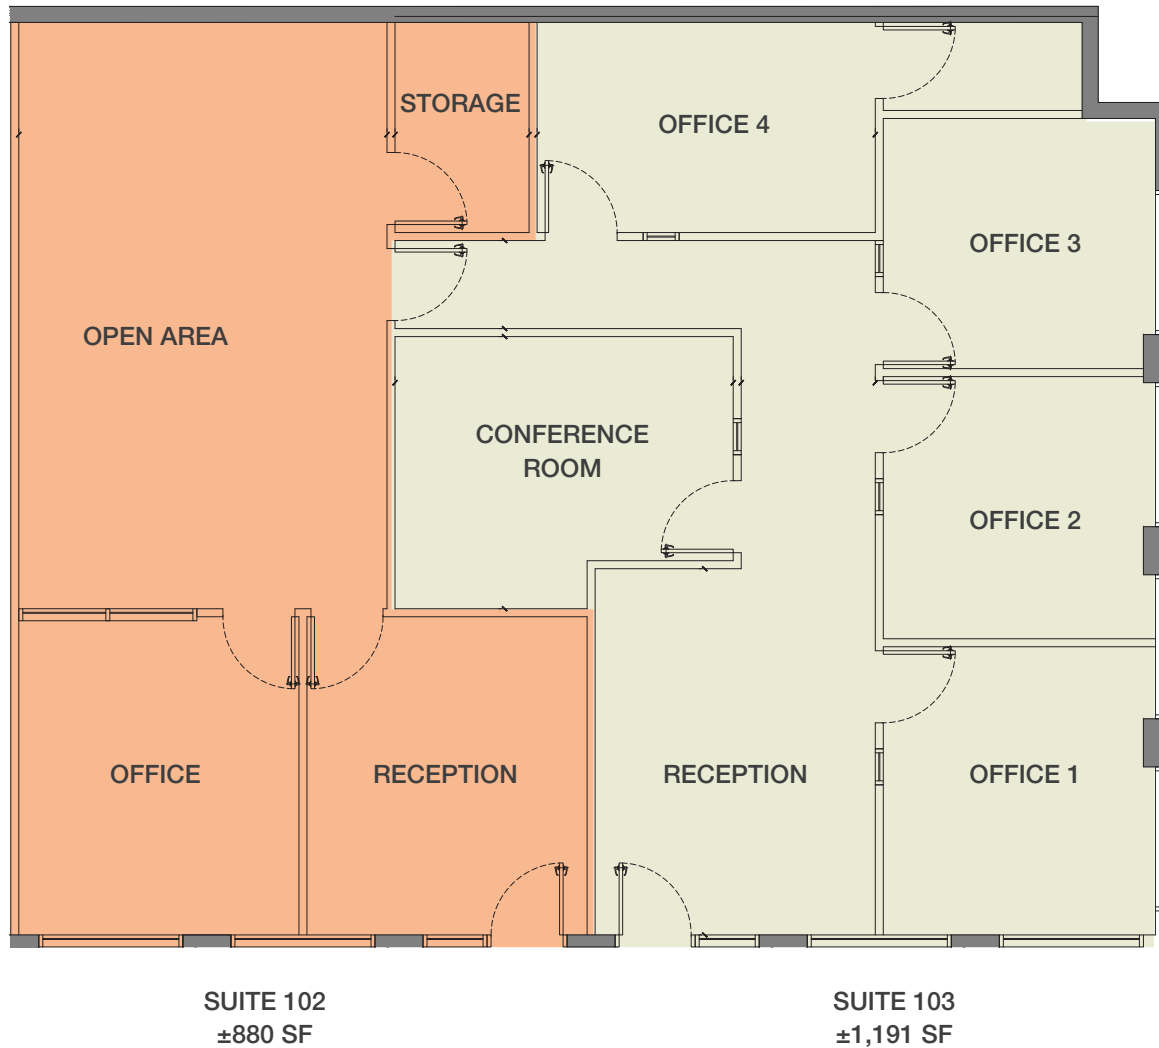 STORAGE
OFFICE 4
OFFICE 3
OPEN AREA
CONFERENCE
ROOM
OFFICE 2
OFFICE
RECEPTION
RECEPTION
OFFICE 1
SUITE 102
±880 SF
SUITE 103
±1,191 SF